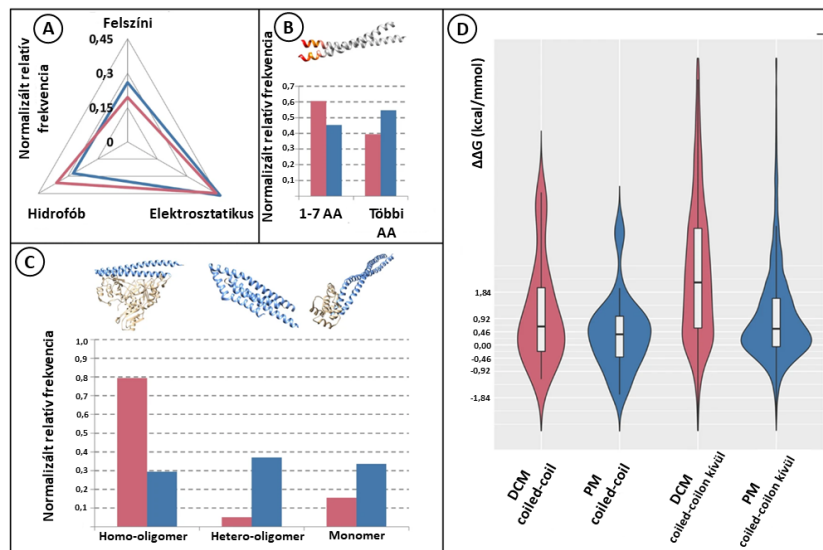 A
Felszíni
0,45
0,3
0,15
0
Normalizált relatív
frekvencia
Hidrofób
Elektrosztatikus
B
Normalizált relatív frekvencia
0,7
0,6
0,5
0,4
0,3
0,2
0,1
1-7 AA
Többi
AA
C
Normalizált relatív frekvencia
1,0
0,9
0,8
0,7
0,6
0,5
0,4
0,3
0,2
0,1
Homo-oligomer
Hetero-oligomer
Monomer
D
ΔΔG (kcal/mmol)
1.84
0.92
0.46
0.00
-0.46
-0.92
-1.84
DCM
coiled-coil
PM
coiled-coil
DCM
coiled-coilon kívül
PM
coiled-coilon kívül